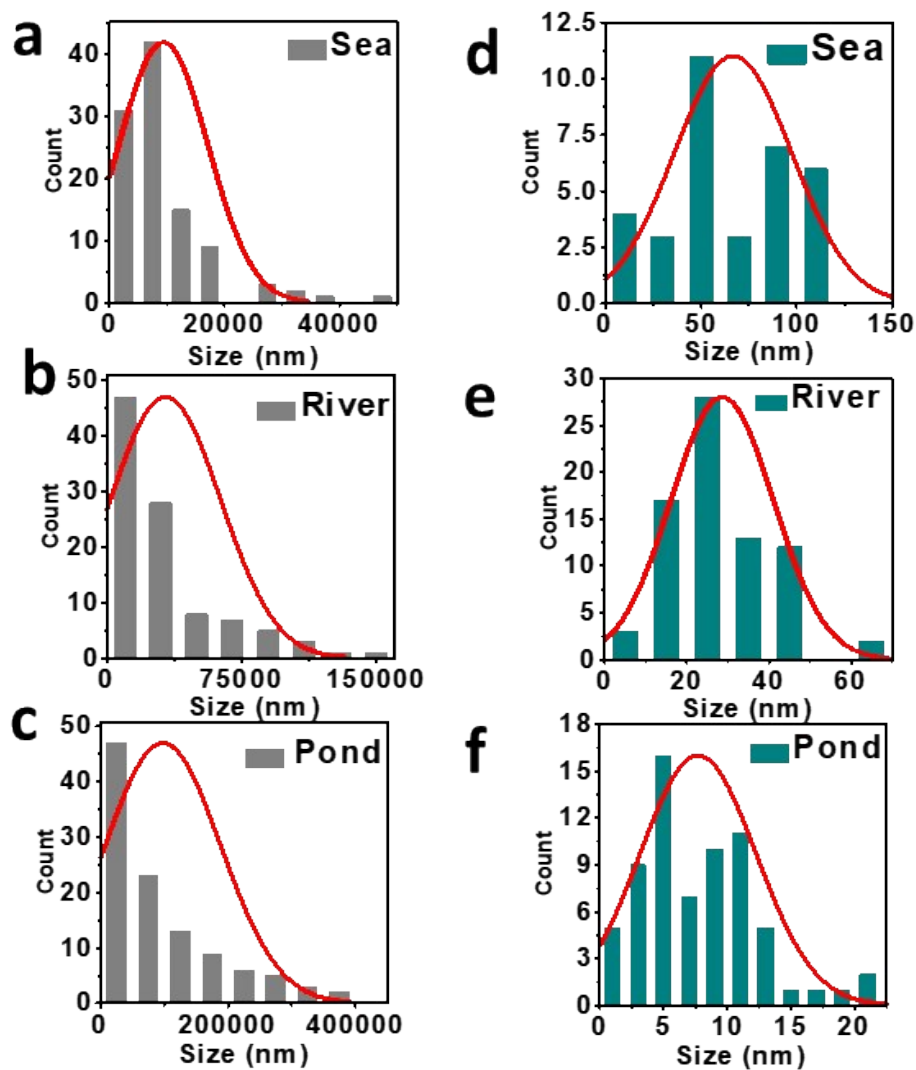 a
Sea
40
30
20
10
0
Count
0 20000 40000
Size (nm)
d
Sea
12.5
10.0
7.5
5.0
2.5
0.0
Count
0 50 100 150
Size (nm)
b
River
50
40
30
20
10
0
Count
0 75000 150000
Size (nm)
e
River
30
25
20
15
10
5
0
Count
0 20 40 60
Size (nm)
c
Pond
50
40
30
20
10
0
Count
0 200000 400000
Size (nm)
f
Pond
18
15
12
9
6
3
0
Count
0 5 10 15 20
Size (nm)